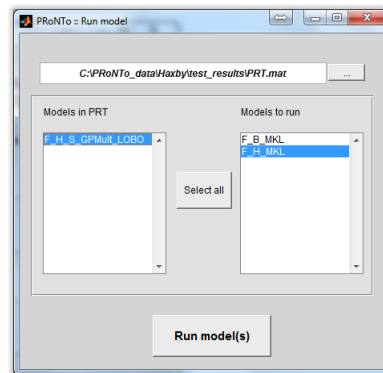 PRoNTo :: Run model
C:\PRoNTo_data\Haxby\test_results\PRT.mat
...
Models in PRT
Models to run
F_H_S_GPMult_LOBO
F_B_MKL
F_H_MKL
Select all
Run model(s)